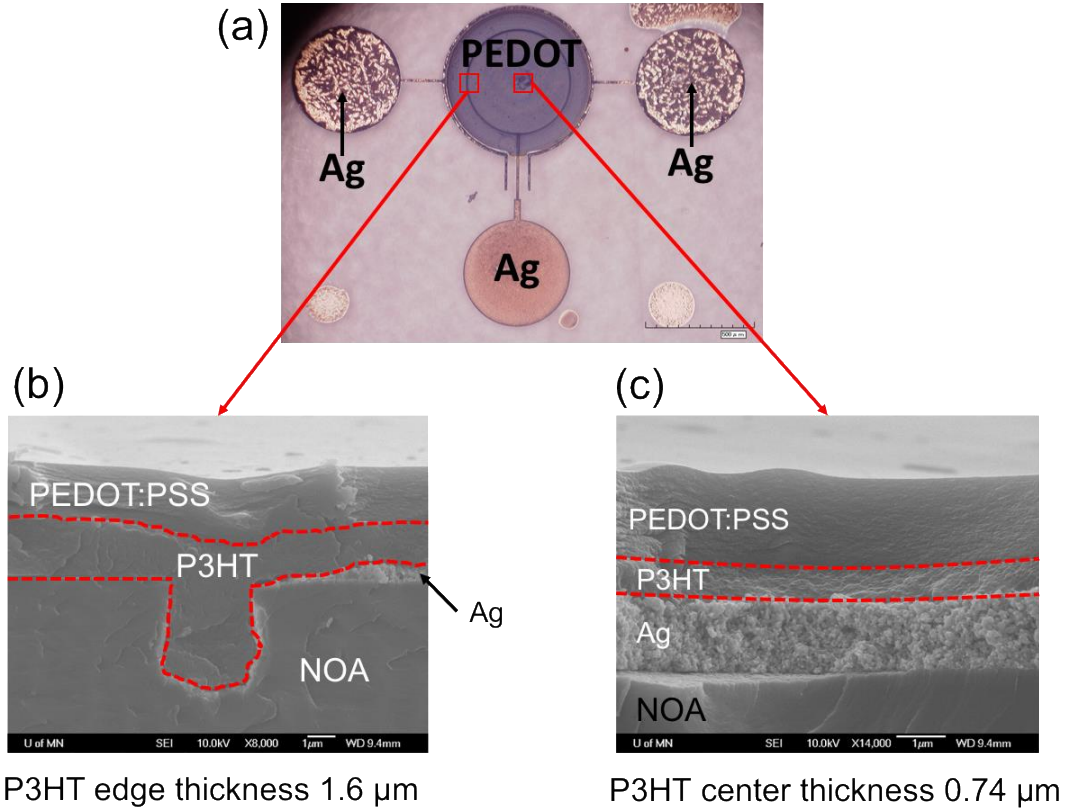 (a)
PEDOT
Ag
Ag
Ag
500 μm
(b)
(c)
PEDOT:PSS
P3HT
Ag
NOA
U of MN SEI 10.0kV X8,000 1μm WD 9.4mm
PEDOT:PSS
P3HT
Ag
NOA
U of MN SEI 10.0kV X14,000 1μm WD 9.4mm
P3HT edge thickness 1.6 μm
P3HT center thickness 0.74 μm